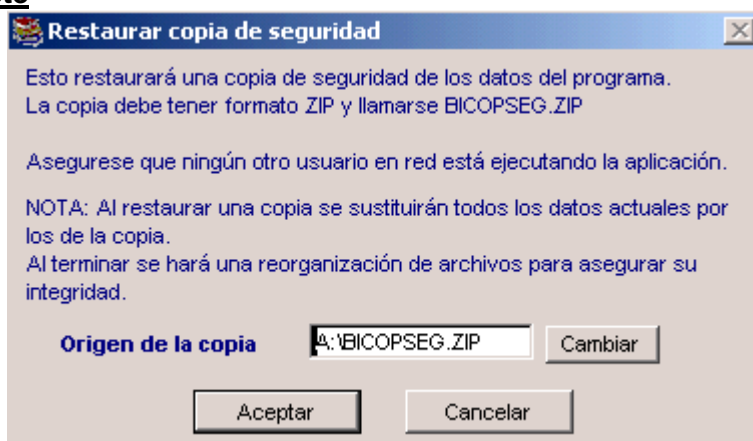 Restaurar copia de seguridad
Esto restaurará una copia de seguridad de los datos del programa.
La copia debe tener formato ZIP y llamarse BICOPSEG.ZIP
Asegurese que ningún otro usuario en red está ejecutando la aplicación.
NOTA: Al restaurar una copia se sustituirán todos los datos actuales por
los de la copia.
Al terminar se hará una reorganización de archivos para asegurar su
integridad.
Origen de la copia A:\BICOPSEG.ZIP Cambiar
Aceptar Cancelar